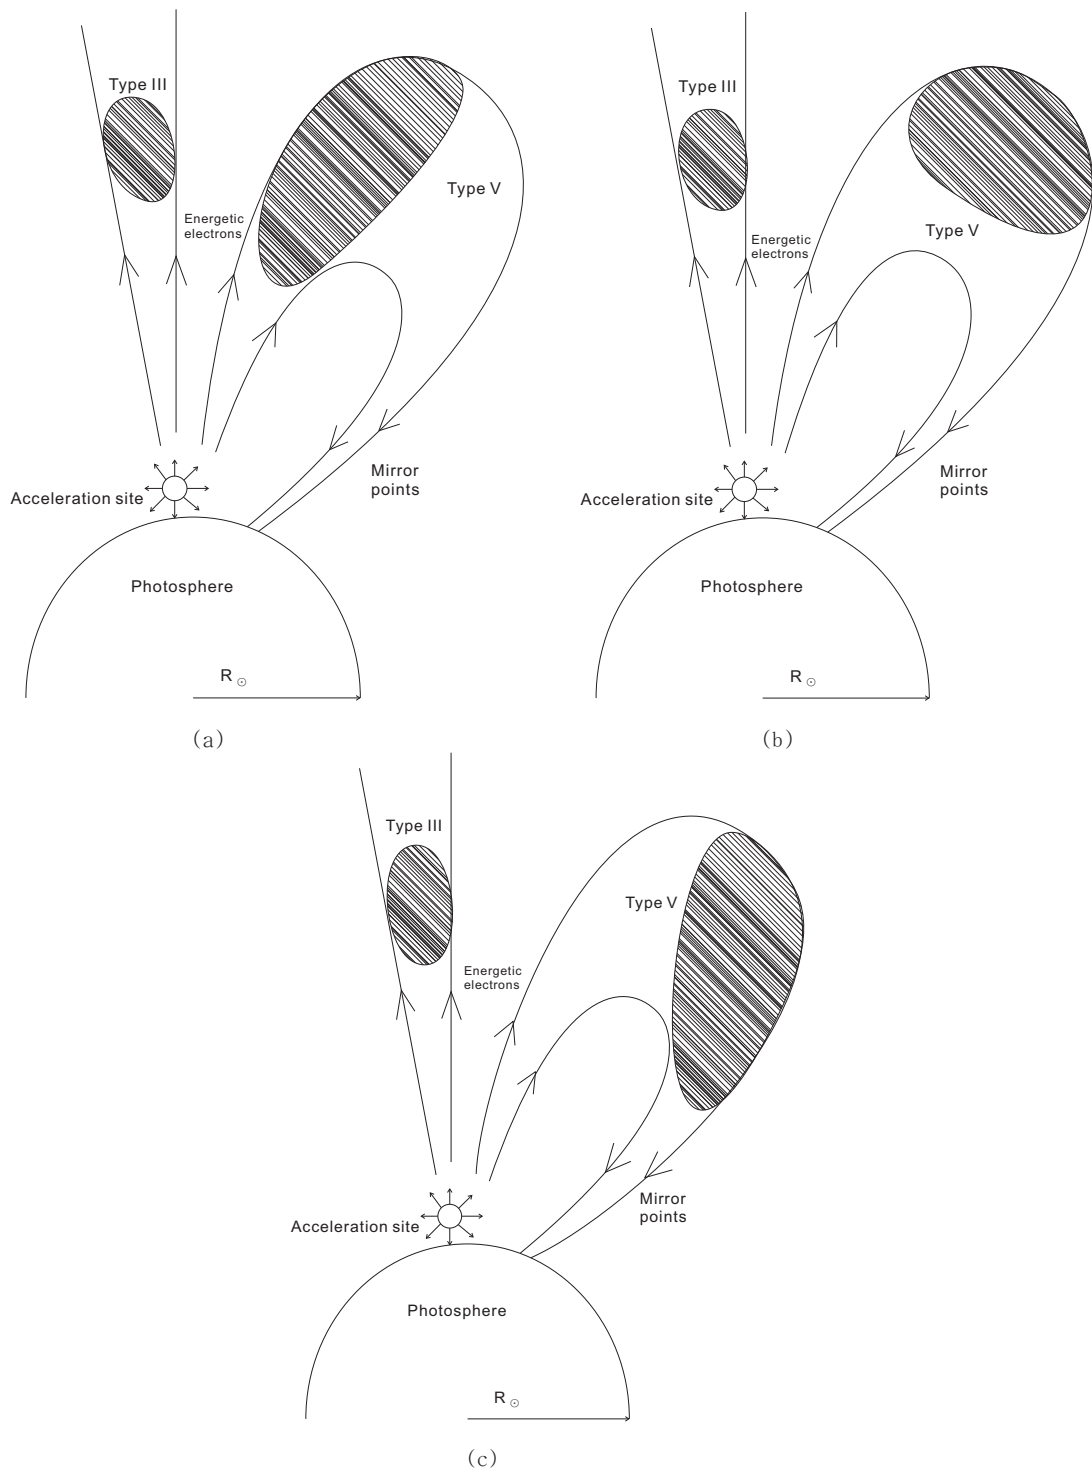 Type III
Type V
Energetic
electrons
Mirror
points
Acceleration site
Photosphere
R☉
(a)
Type III
Type V
Energetic
electrons
Mirror
points
Acceleration site
Photosphere
R☉
(b)
Type III
Type V
Energetic
electrons
Mirror
points
Acceleration site
Photosphere
R☉
(c)